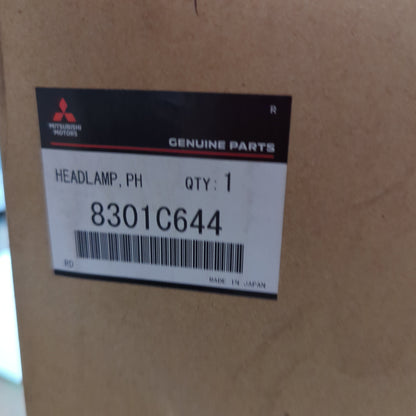 R
MITSUBISHI
MOTORS
GENUINE PARTS
HEADLAMP, PH QTY: 1
8301C644
RD
MADE IN JAPAN